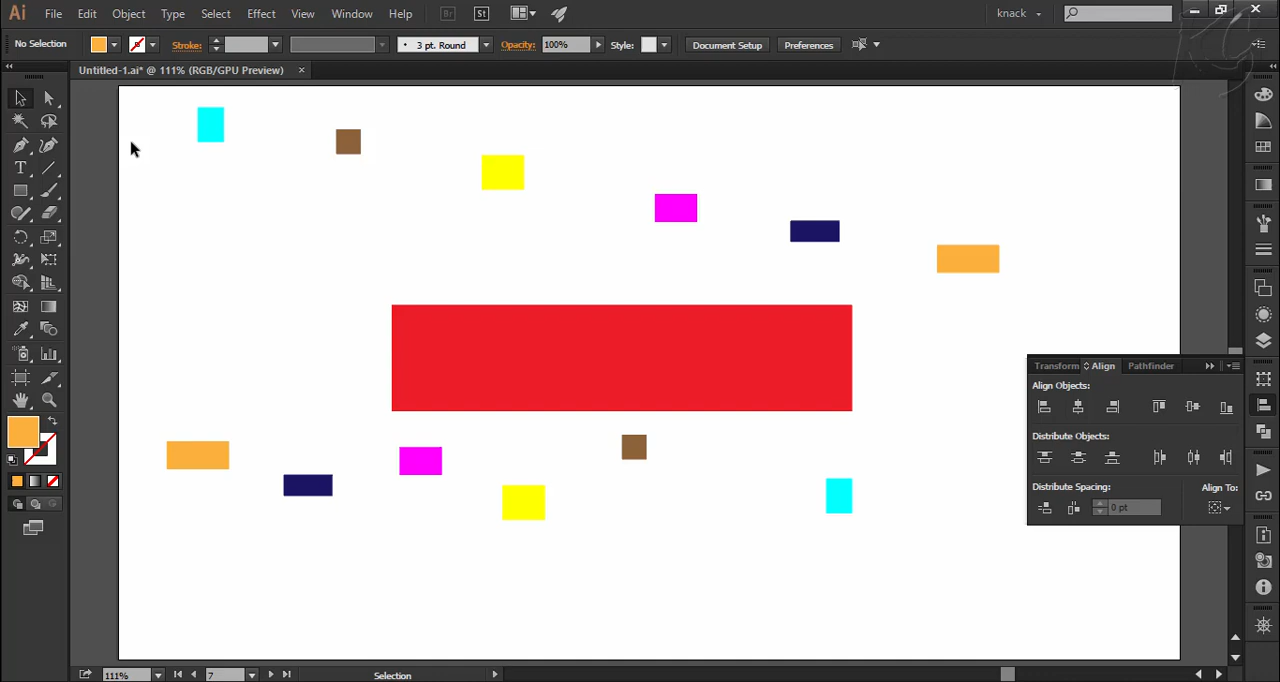 Ai File Edit Object Type Select Effect View Window Help Br St knack
No Selection Stroke: 3 pt. Round Opacity: 100% Style: Document Setup Preferences
Untitled-1.ai* @ 111% (RGB/GPU Preview) ×
Transform Align Pathfinder
Align Objects:
Distribute Objects:
Distribute Spacing: Align To:
0 pt
111% 7 Selection